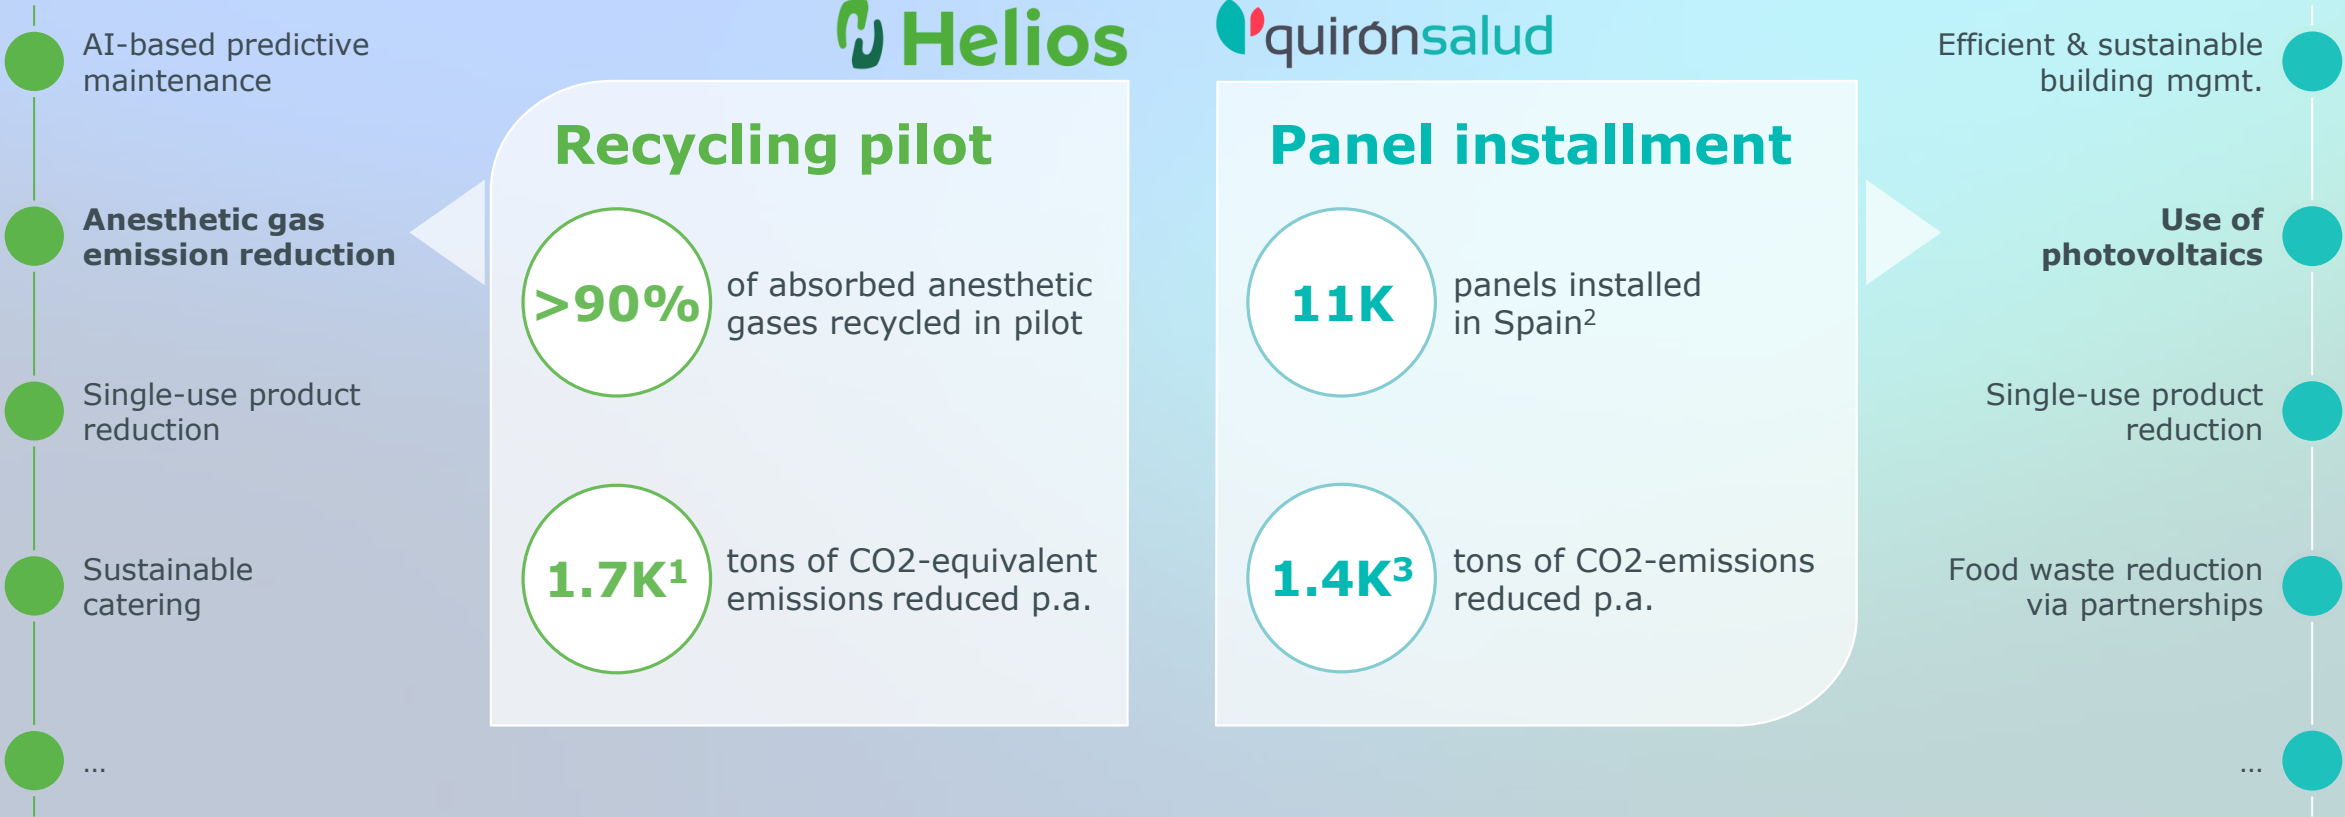 Helios
quirónsalud
AI-based predictive
maintenance
Anesthetic gas
emission reduction
Single-use product
reduction
Sustainable
catering
…
Recycling pilot
>90%
of absorbed anesthetic
gases recycled in pilot
1.7K¹
tons of CO2-equivalent
emissions reduced p.a.
Panel installment
11K
panels installed
in Spain²
1.4K³
tons of CO2-emissions
reduced p.a.
Efficient & sustainable
building mgmt.
Use of
photovoltaics
Single-use product
reduction
Food waste reduction
via partnerships
…